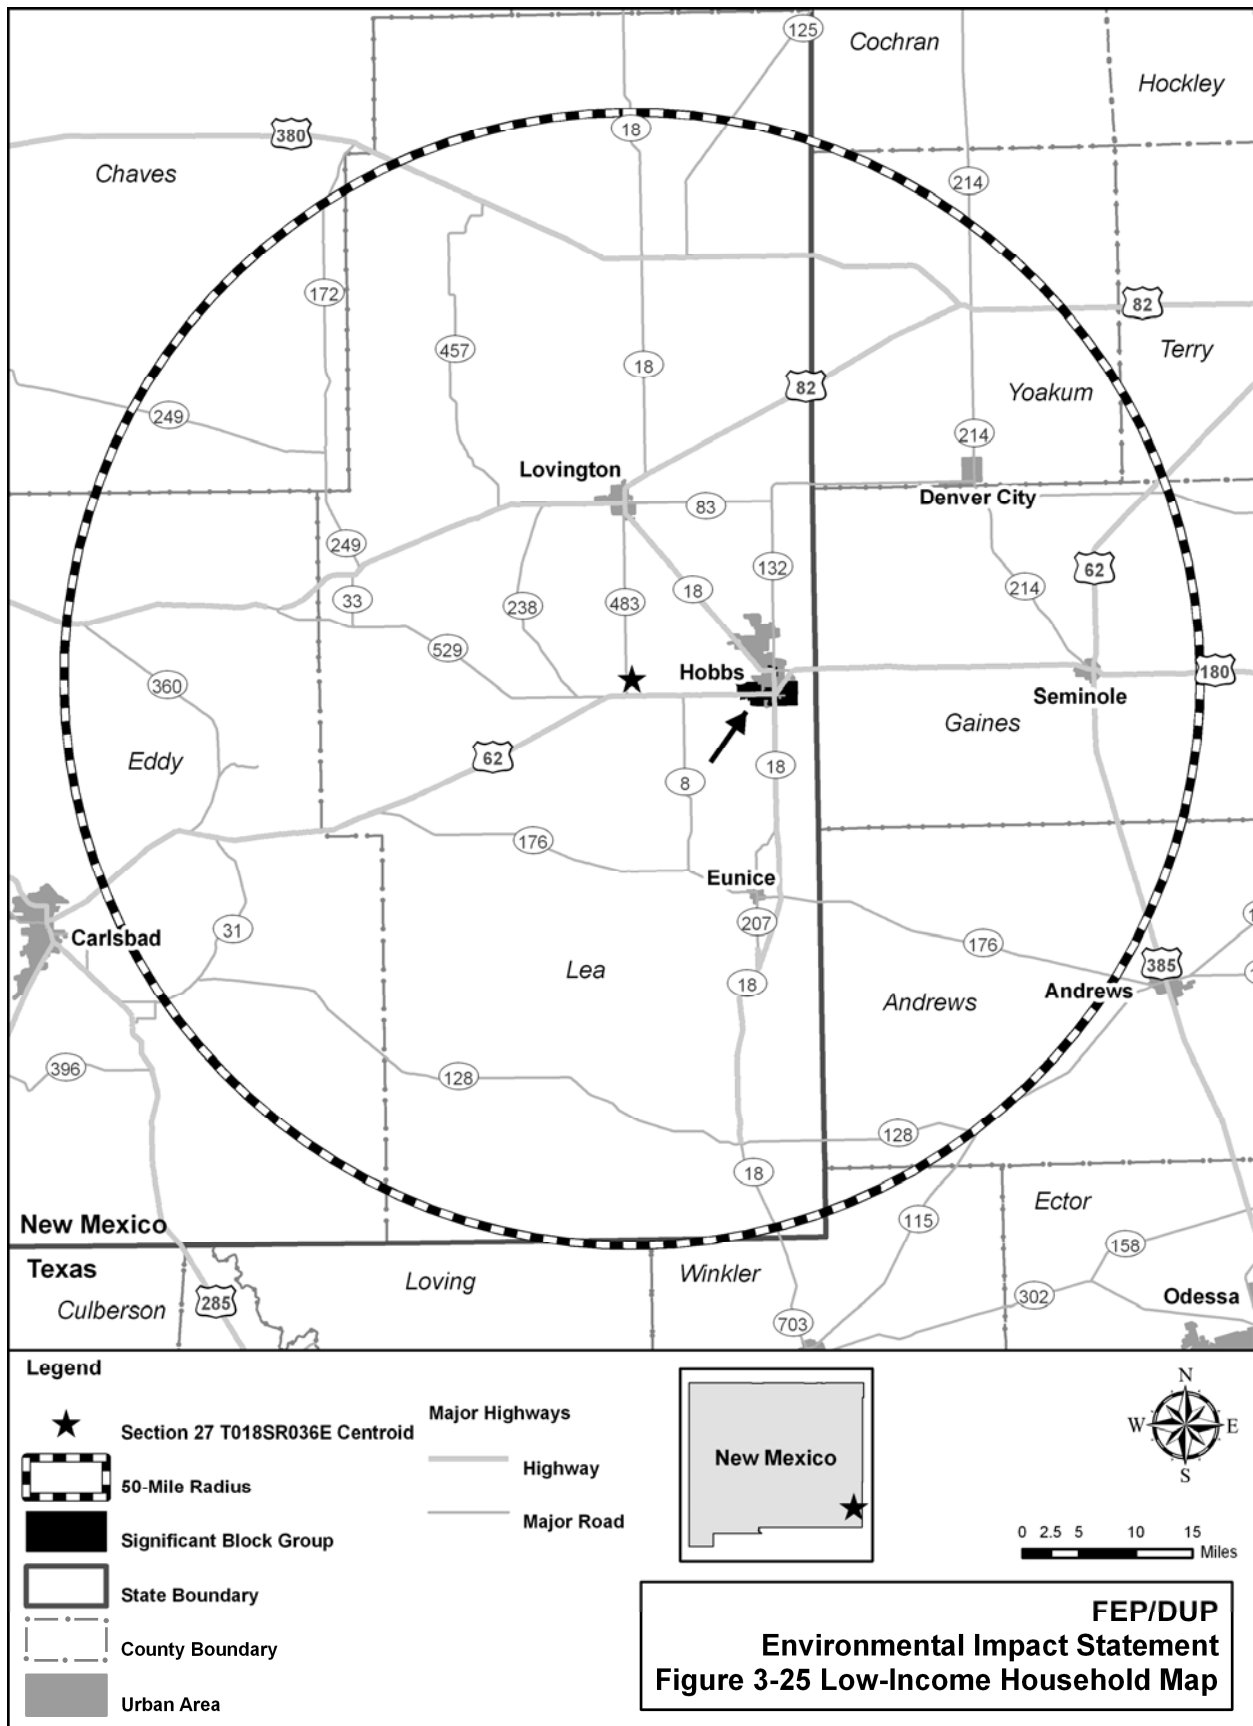 125
Cochran
Hockley
380
18
Chaves
214
172
82
457
Terry
18
82
Yoakum
249
214
Lovington
Denver City
83
249
132
62
33
238
483
18
214
529
Hobbs
180
360
Seminole
Gaines
Eddy
62
18
8
176
Eunice
207
31
Carlsbad
176
Lea
385
18
Andrews
Andrews
396
128
128
18
Ector
115
New Mexico
158
Texas
Loving
Winkler
Culberson
285
302
Odessa
703
Legend
Section 27 T018SR036E Centroid
50-Mile Radius
Significant Block Group
State Boundary
County Boundary
Urban Area
Major Highways
Highway
Major Road
New Mexico
N
W E
S
0 2.5 5 10 15
Miles
FEP/DUP
Environmental Impact Statement
Figure 3-25 Low-Income Household Map